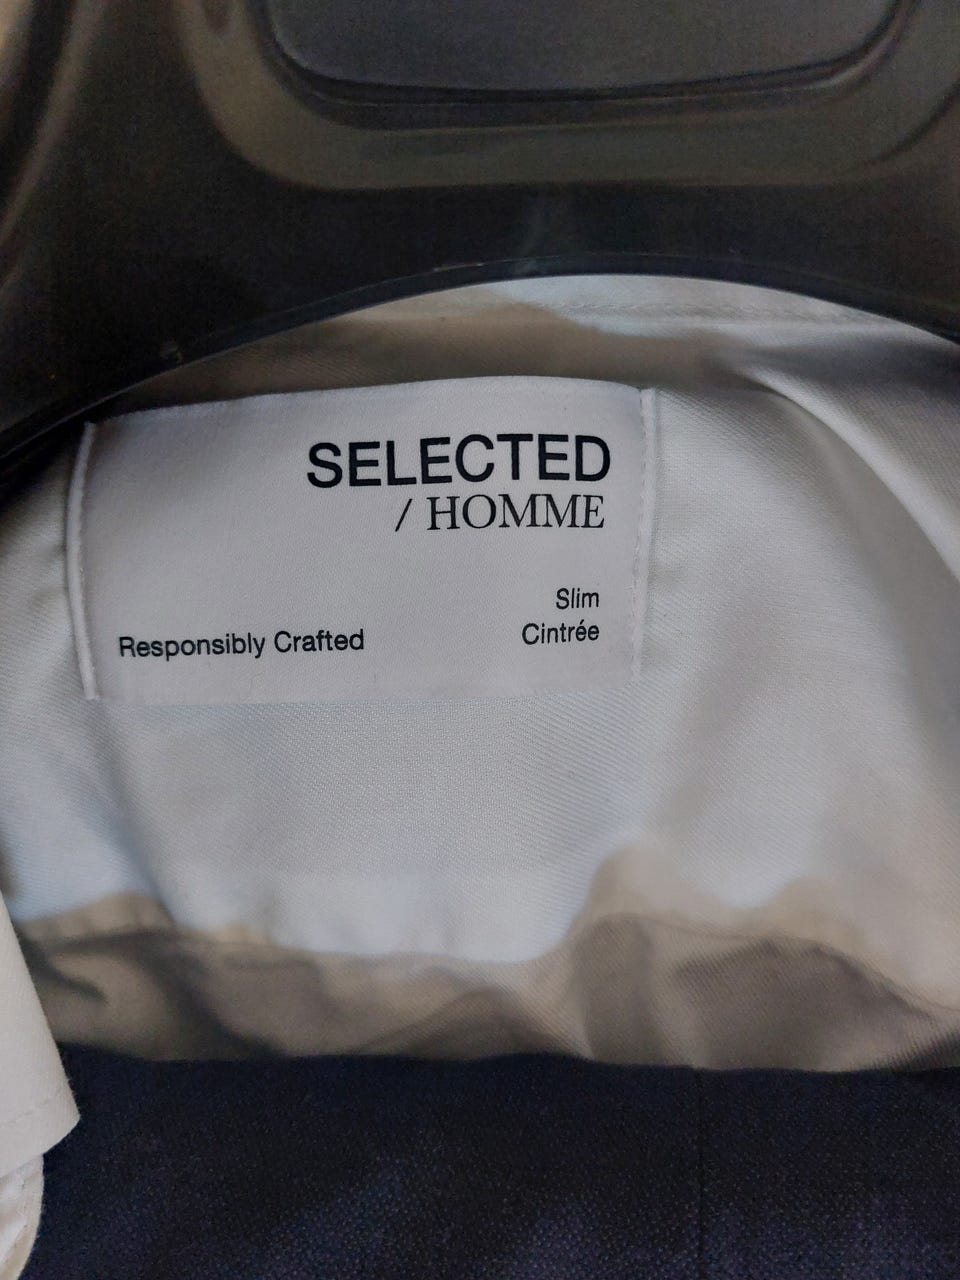 SELECTED
/ HOMME
Slim
Responsibly Crafted
Cintrée